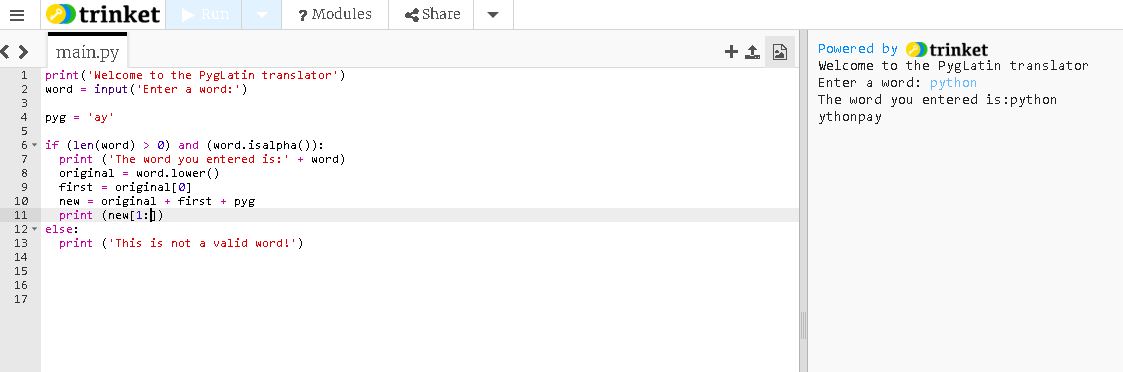 trinket Run ? Modules Share
main.py
1 print('Welcome to the PygLatin translator')
2 word = input('Enter a word:')
3
4 pyg = 'ay'
5
6 if (len(word) > 0) and (word.isalpha()):
7 print ('The word you entered is:' + word)
8 original = word.lower()
9 first = original[0]
10 new = original + first + pyg
11 print (new[1:])
12 else:
13 print ('This is not a valid word!')
14
15
16
17
Powered by trinket
Welcome to the PygLatin translator
Enter a word: python
The word you entered is:python
ythonpay